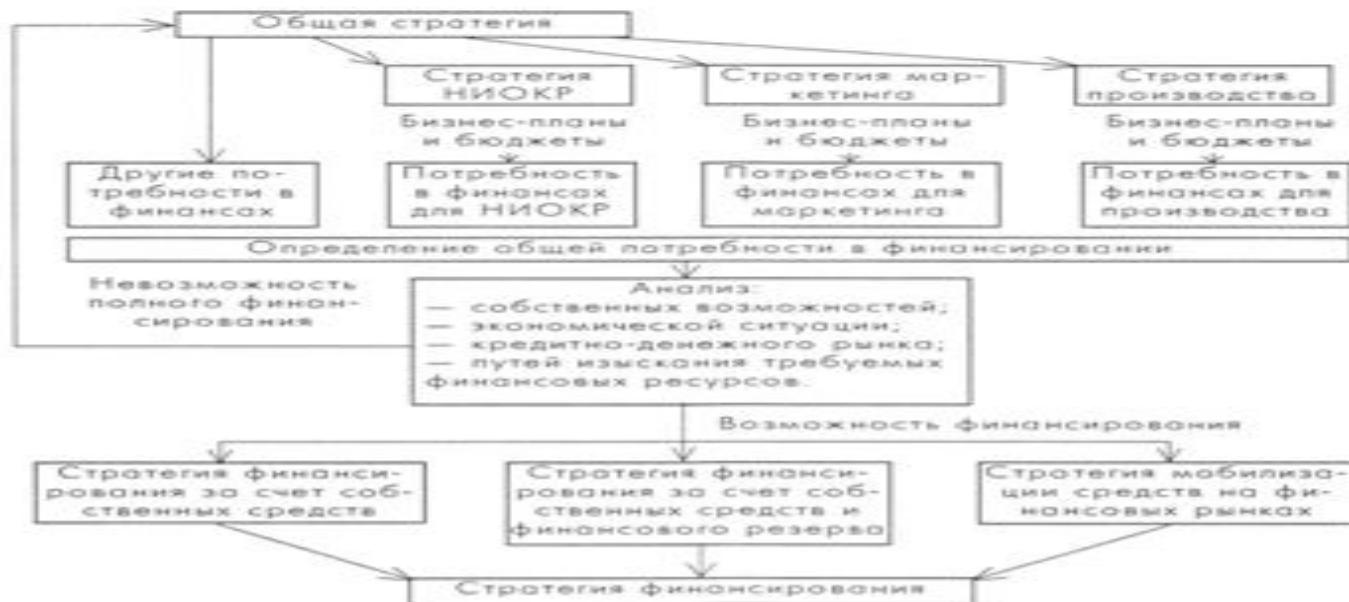 Общая стратегия
Стратегия
НИОКР
Стратегия мар-
кетинга
Стратегия
производства
Бизнес-планы
и бюджеты
Бизнес-планы
и бюджеты
Бизнес-планы
и бюджеты
Другие по-
требности в
финансах
Потребность
в финансах
для НИОКР
Потребность в
финансах для
маркетинга
Потребность в
финансах для
производства
Определение общей потребности в финансировании
Невозможность
полного финан-
сирования
Анализ:
— собственных возможностей;
— экономической ситуации;
— кредитно-денежного рынка;
— путей изыскания требуемых
финансовых ресурсов.
Возможность финансирования
Стратегия финанси-
рования за счет соб-
ственных средств
Стратегия финанси-
рования за счет соб-
ственных средств и
финансового резерва
Стратегия мобилиза-
ции средств на фи-
нансовых рынках
Стратегия финансирования